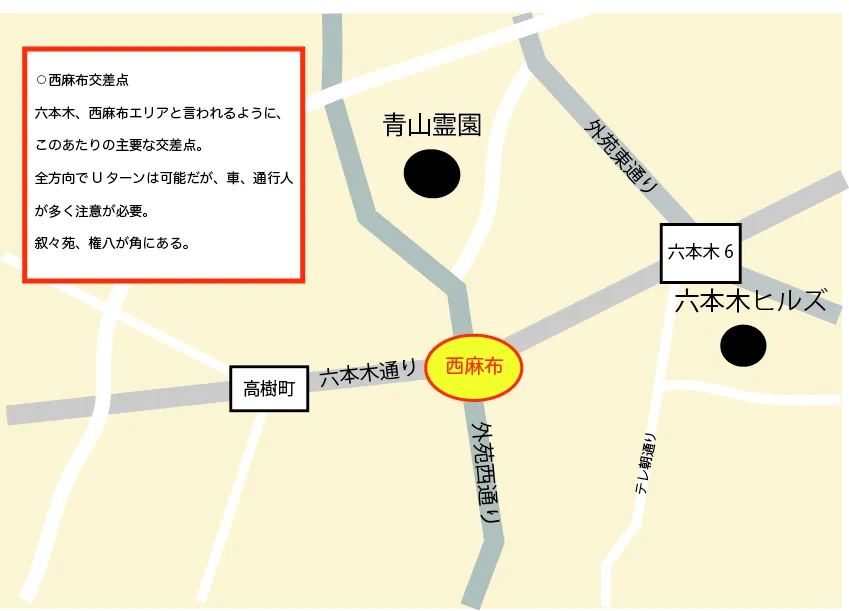 ○西麻布交差点
六本木、西麻布エリアと言われるように、
このあたりの主要な交差点。
全方向でUターンは可能だが、車、通行人
が多く注意が必要。
叙々苑、権八が角にある。
青山霊園
外苑東通り
六本木6
六本木ヒルズ
西麻布
六本木通り
高樹町
外苑西通り
テレ朝通り